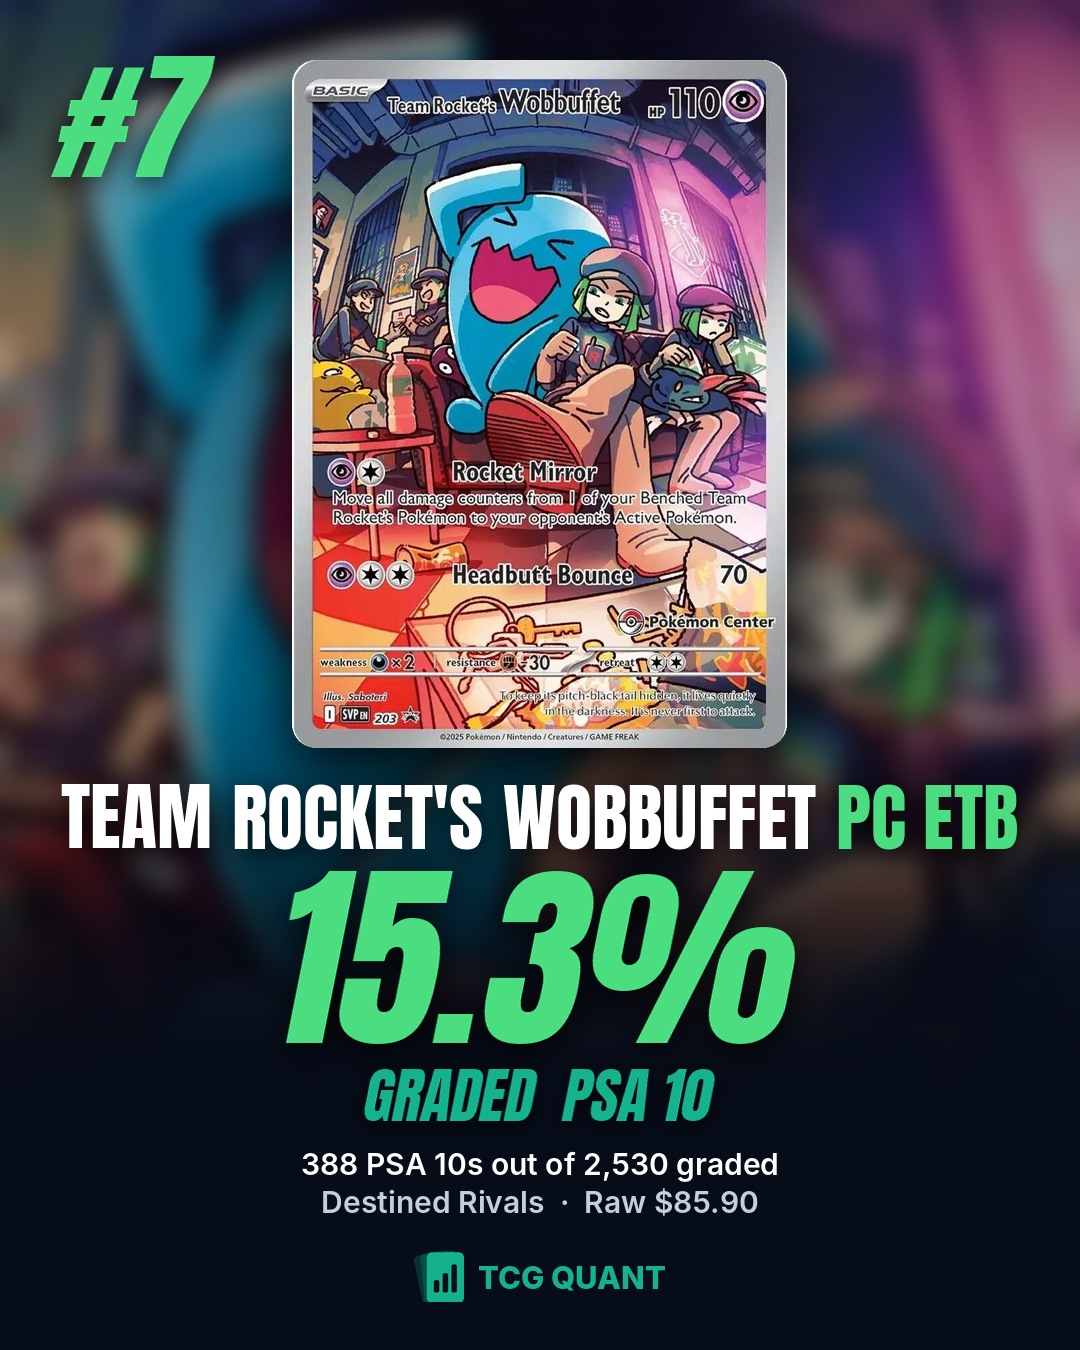 #7
BASIC
Team Rocket's Wobbuffet HP 110
Rocket Mirror
Move all damage counters from 1 of your Benched Team
Rocket's Pokémon to your opponent's Active Pokémon.
Headbutt Bounce 70
Pokémon Center
weakness ×2 resistance -30 retreat
Illus. Saboteri
To keep its pitch-black tail hidden, it lives quietly
in the darkness. It is never first to attack.
I SVP EN 203
©2025 Pokémon / Nintendo / Creatures / GAME FREAK
TEAM ROCKET'S WOBBUFFET PC ETB
15.3%
GRADED PSA 10
388 PSA 10s out of 2,530 graded
Destined Rivals · Raw $85.90
TCG QUANT